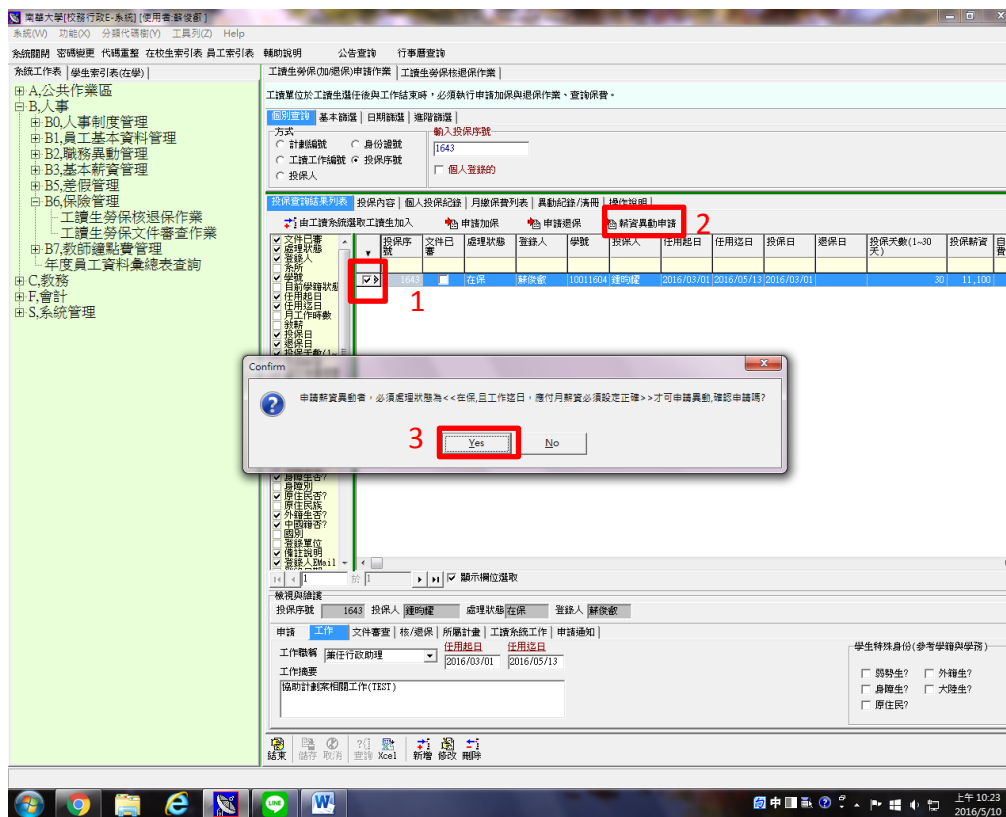 南華大學[校務行政E-系統] [使用者:蘇俊叡]
系統(W) 功能(X) 分類代碼樹(Y) 工具列(Z) Help
系統關閉 密碼變更 代碼重整 在校生索引表 員工索引表 輔助說明 公告查詢 行事曆查詢
系統工作表 學生索引表(在學)
A,公共作業區
B,人事
B0,人事制度管理
B1,員工基本資料管理
B2,職務異動管理
B3,基本薪資管理
B5,差假管理
B6,保險管理
工讀生勞保核退保作業
工讀生勞保文件審查作業
B7,教師鐘點費管理
年度員工資料彙總表查詢
C,教務
F,會計
S,系統管理
工讀生勞保(加/退保)申請作業 工讀生勞保核退保作業
工讀單位於工讀生選任後與工作結束時，必須執行申請加保與退保作業、查詢保費。
個別查詢 基本篩選 日期篩選 進階篩選
方式
計劃編號 身份證號
工讀工作編號 投保序號
投保人
輸入投保序號
1643
個人登錄的
投保查詢結果列表 投保內容 個人投保紀錄 月繳保費列表 異動紀錄/清冊 操作說明
由工讀系統選取工讀生加入 申請加保 申請退保 薪資異動申請
2
文件已審
處理狀態
登錄人
系所
學號
目前學籍狀態
任用起日
任用迄日
月工作時數
敘薪
投保日
退保日
投保天數(1~
投保序號 文件已審 處理狀態 登錄人 學號 投保人 任用起日 任用迄日 投保日 退保日 投保天數(1~30天) 投保薪資 自費
1643 在保 蘇俊叡 10011604 鍾昀燿 2016/03/01 2016/05/13 2016/03/01 30 11,100
1
Confirm
申請薪資異動者，必須處理狀態為<<在保,且工作迄日，應付月薪資必須設定正確>>才可申請異動,確認申請嗎?
3
Yes No
身障生否?
身障別
原住民否?
原住民族
外籍生否?
中國籍否?
國別
登錄單位
備註說明
登錄人EMail
1 於 1 顯示欄位選取
檢視與維護
投保序號 1643 投保人 鍾昀燿 處理狀態 在保 登錄人 蘇俊叡
申請 工作 文件審查 核/退保 所屬計畫 工讀系統工作 申請通知
工作職稱 兼任行政助理
任用起日 任用迄日
2016/03/01 2016/05/13
工作摘要
協助計劃案相關工作(TEST)
學生特殊身份(參考學籍與學務)
弱勢生? 外籍生?
身障生? 大陸生?
原住民?
結束 儲存 取消 查詢 Xcel 新增 修改 刪除
LINE
中
上午 10:23
2016/5/10